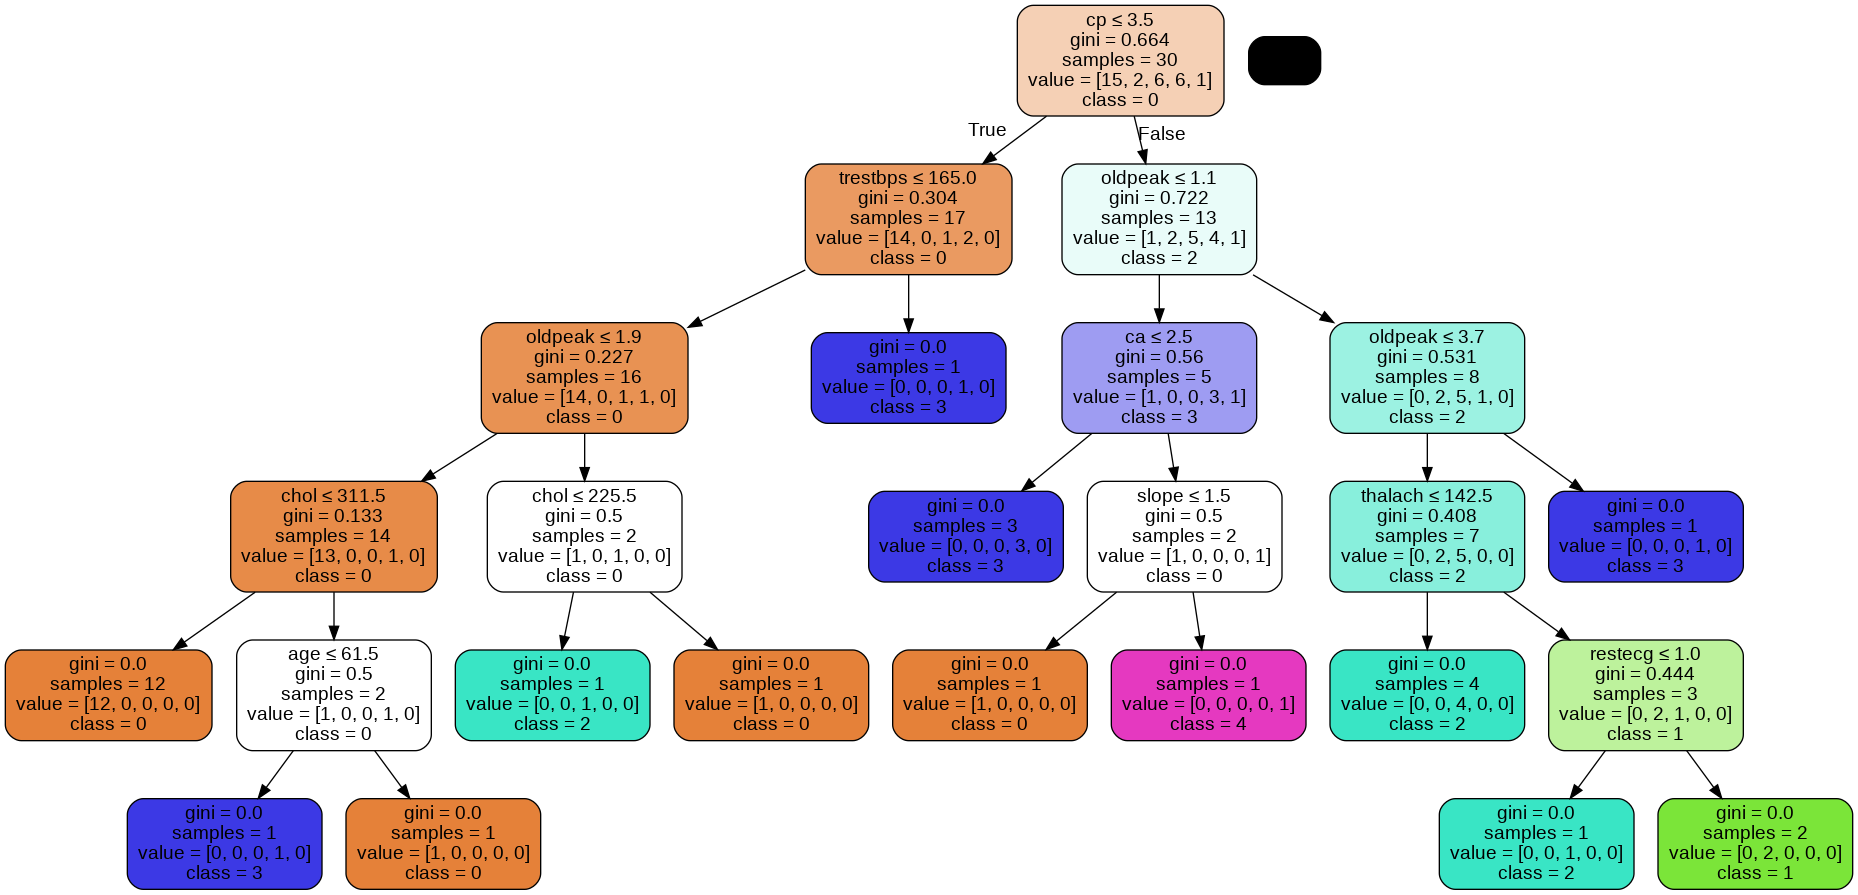 cp ≤ 3.5
gini = 0.664
samples = 30
value = [15, 2, 6, 6, 1]
class = 0
True
False
trestbps ≤ 165.0
gini = 0.304
samples = 17
value = [14, 0, 1, 2, 0]
class = 0
oldpeak ≤ 1.1
gini = 0.722
samples = 13
value = [1, 2, 5, 4, 1]
class = 2
oldpeak ≤ 1.9
gini = 0.227
samples = 16
value = [14, 0, 1, 1, 0]
class = 0
gini = 0.0
samples = 1
value = [0, 0, 0, 1, 0]
class = 3
ca ≤ 2.5
gini = 0.56
samples = 5
value = [1, 0, 0, 3, 1]
class = 3
oldpeak ≤ 3.7
gini = 0.531
samples = 8
value = [0, 2, 5, 1, 0]
class = 2
chol ≤ 311.5
gini = 0.133
samples = 14
value = [13, 0, 0, 1, 0]
class = 0
chol ≤ 225.5
gini = 0.5
samples = 2
value = [1, 0, 1, 0, 0]
class = 0
gini = 0.0
samples = 3
value = [0, 0, 0, 3, 0]
class = 3
slope ≤ 1.5
gini = 0.5
samples = 2
value = [1, 0, 0, 0, 1]
class = 0
thalach ≤ 142.5
gini = 0.408
samples = 7
value = [0, 2, 5, 0, 0]
class = 2
gini = 0.0
samples = 1
value = [0, 0, 0, 1, 0]
class = 3
gini = 0.0
samples = 12
value = [12, 0, 0, 0, 0]
class = 0
age ≤ 61.5
gini = 0.5
samples = 2
value = [1, 0, 0, 1, 0]
class = 0
gini = 0.0
samples = 1
value = [0, 0, 1, 0, 0]
class = 2
gini = 0.0
samples = 1
value = [1, 0, 0, 0, 0]
class = 0
gini = 0.0
samples = 1
value = [1, 0, 0, 0, 0]
class = 0
gini = 0.0
samples = 1
value = [0, 0, 0, 0, 1]
class = 4
gini = 0.0
samples = 4
value = [0, 0, 4, 0, 0]
class = 2
restecg ≤ 1.0
gini = 0.444
samples = 3
value = [0, 2, 1, 0, 0]
class = 1
gini = 0.0
samples = 1
value = [0, 0, 0, 1, 0]
class = 3
gini = 0.0
samples = 1
value = [1, 0, 0, 0, 0]
class = 0
gini = 0.0
samples = 1
value = [0, 0, 1, 0, 0]
class = 2
gini = 0.0
samples = 2
value = [0, 2, 0, 0, 0]
class = 1